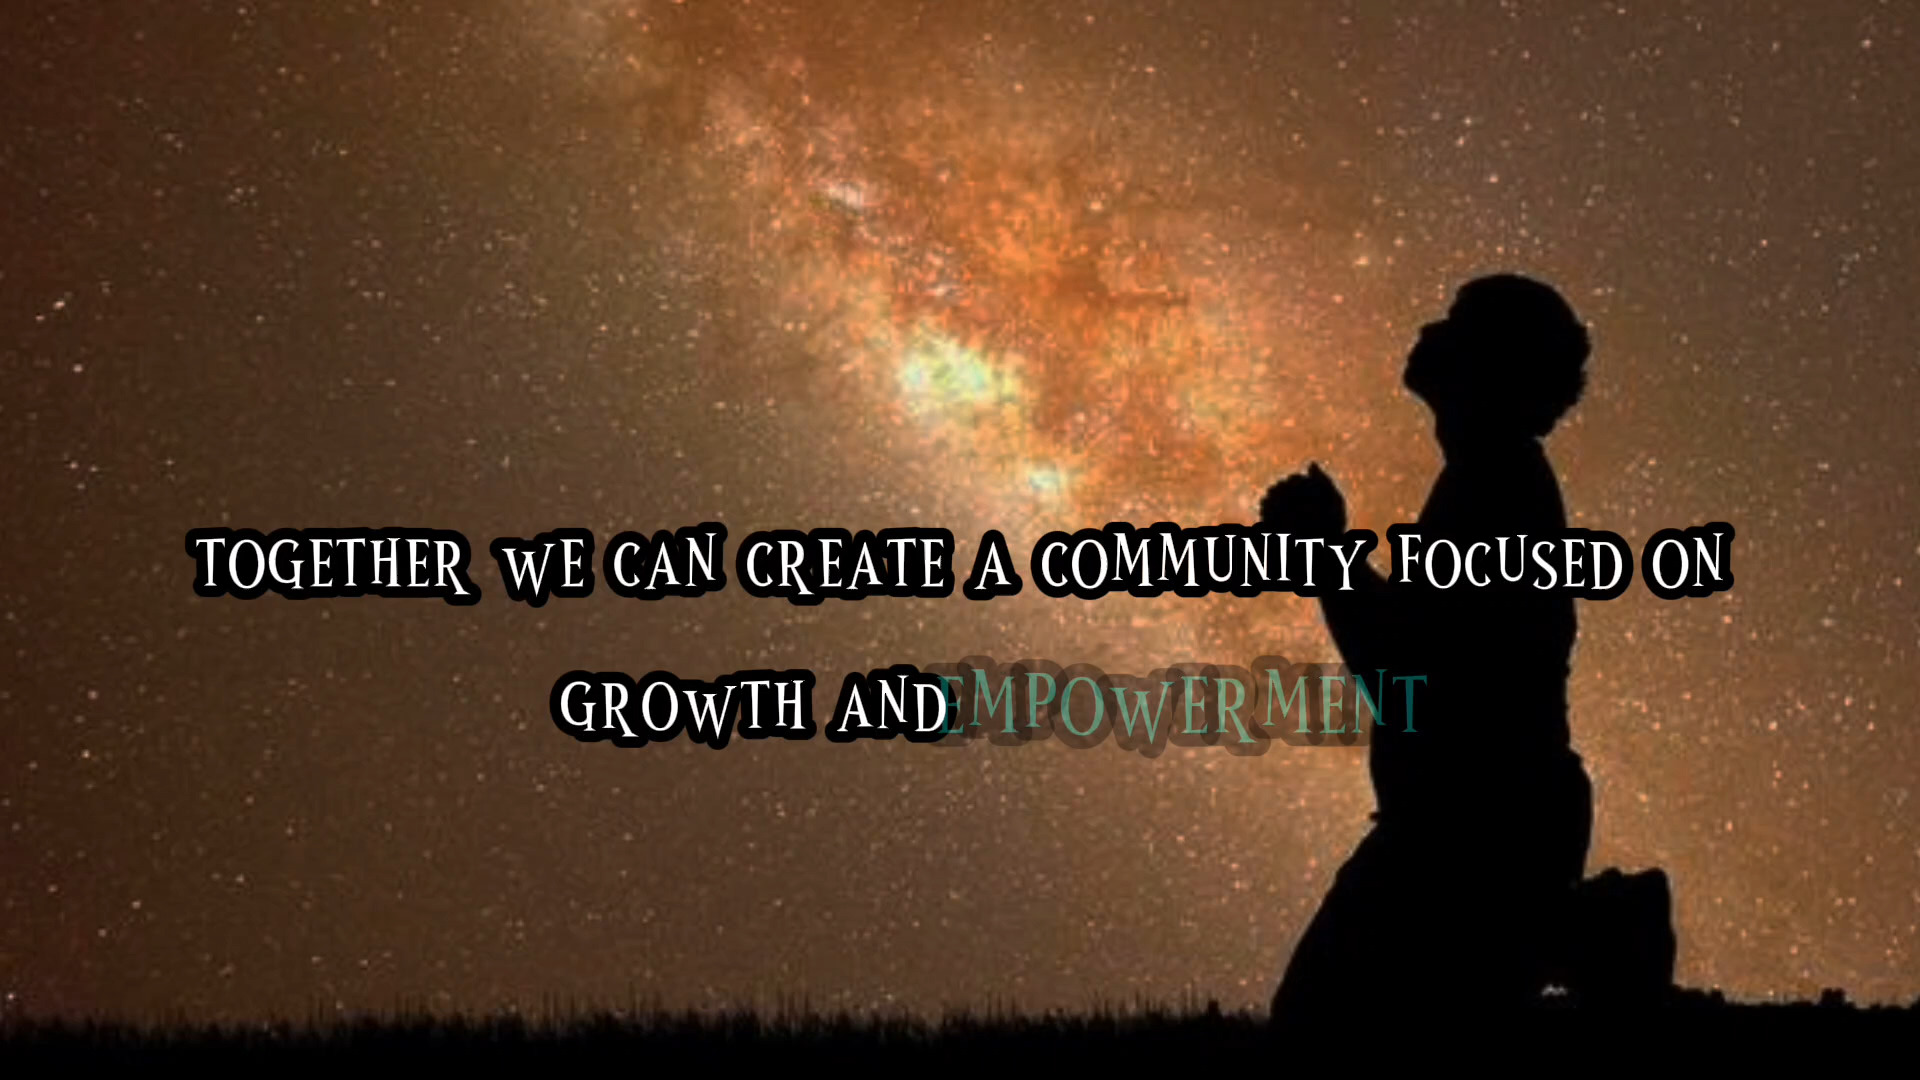 TOGETHER WE CAN CREATE A COMMUNITY FOCUSED ON
GROWTH AND EMPOWERMENT